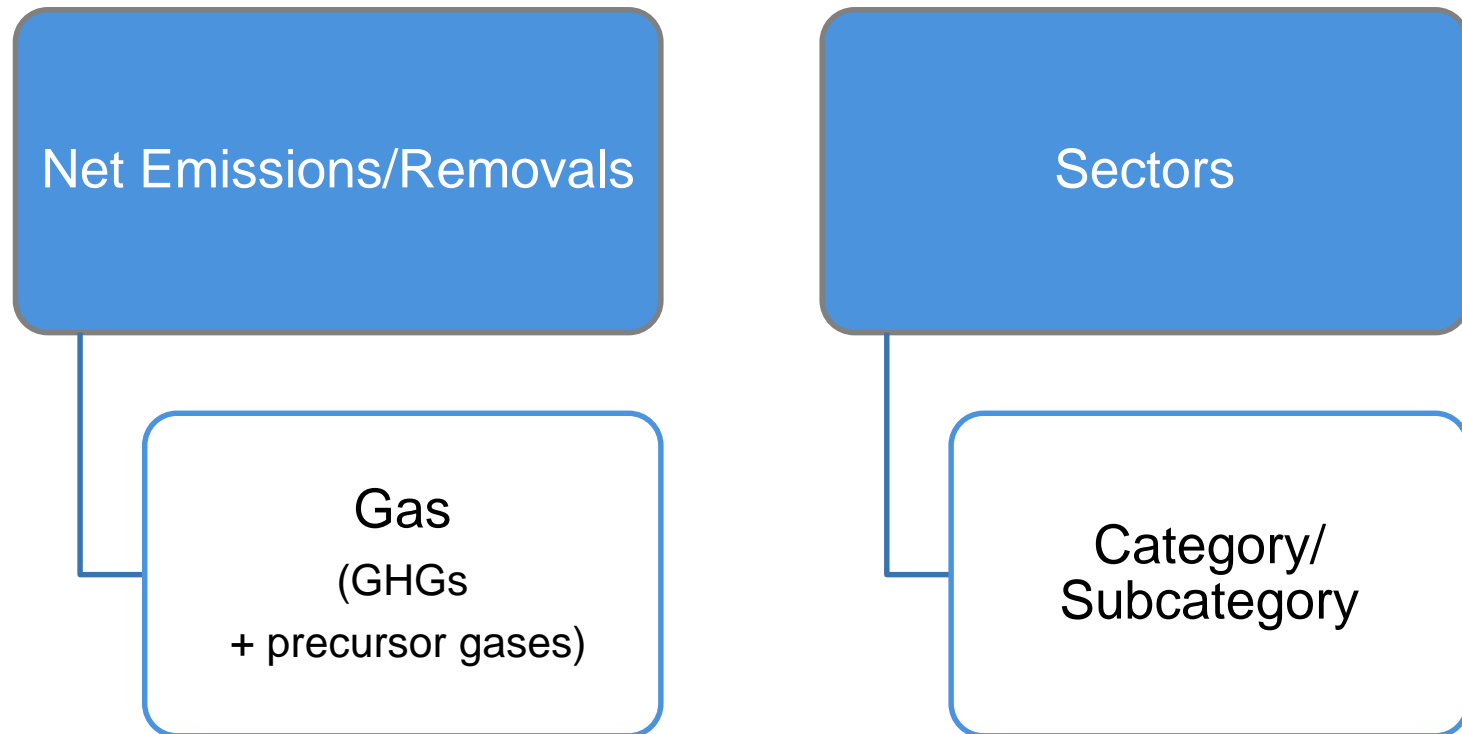 Net Emissions/Removals
Gas
(GHGs
+ precursor gases)
Sectors
Category/
Subcategory